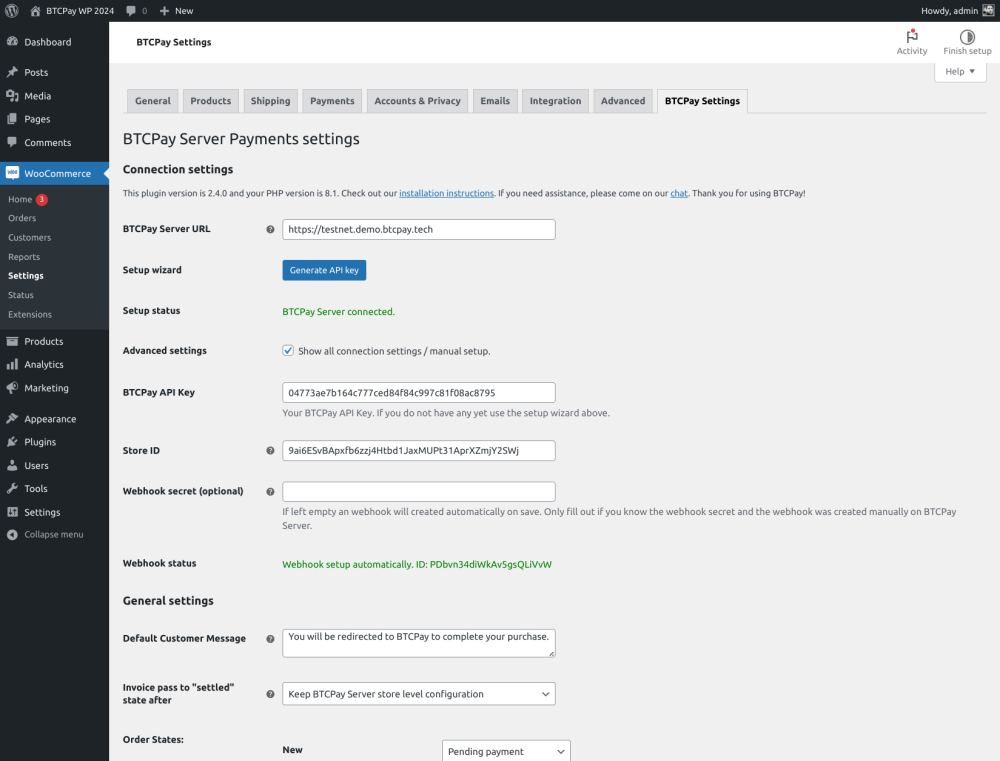 BTCPay WP 2024 0 New Howdy, admin
Dashboard
Posts
Media
Pages
Comments
WooCommerce
Home 3
Orders
Customers
Reports
Settings
Status
Extensions
Products
Analytics
Marketing
Appearance
Plugins
Users
Tools
Settings
Collapse menu
BTCPay Settings
Activity
Finish setup
Help
General Products Shipping Payments Accounts & Privacy Emails Integration Advanced BTCPay Settings
BTCPay Server Payments settings
Connection settings
This plugin version is 2.4.0 and your PHP version is 8.1. Check out our installation instructions. If you need assistance, please come on our chat. Thank you for using BTCPay!
BTCPay Server URL https://testnet.demo.btcpay.tech
Setup wizard Generate API key
Setup status BTCPay Server connected.
Advanced settings Show all connection settings / manual setup.
BTCPay API Key 04773ae7b164c777ced84f84c997c81f08ac8795
Your BTCPay API Key. If you do not have any yet use the setup wizard above.
Store ID 9ai6ESvBApxfb6zzj4Htbd1JaxMUPt31AprXZmjY2SWj
Webhook secret (optional)
If left empty an webhook will created automatically on save. Only fill out if you know the webhook secret and the webhook was created manually on BTCPay
Server.
Webhook status Webhook setup automatically. ID: PDbvn34diWkAv5gsQLiVvW
General settings
Default Customer Message You will be redirected to BTCPay to complete your purchase.
Invoice pass to "settled"
state after
Keep BTCPay Server store level configuration
Order States:
New Pending payment